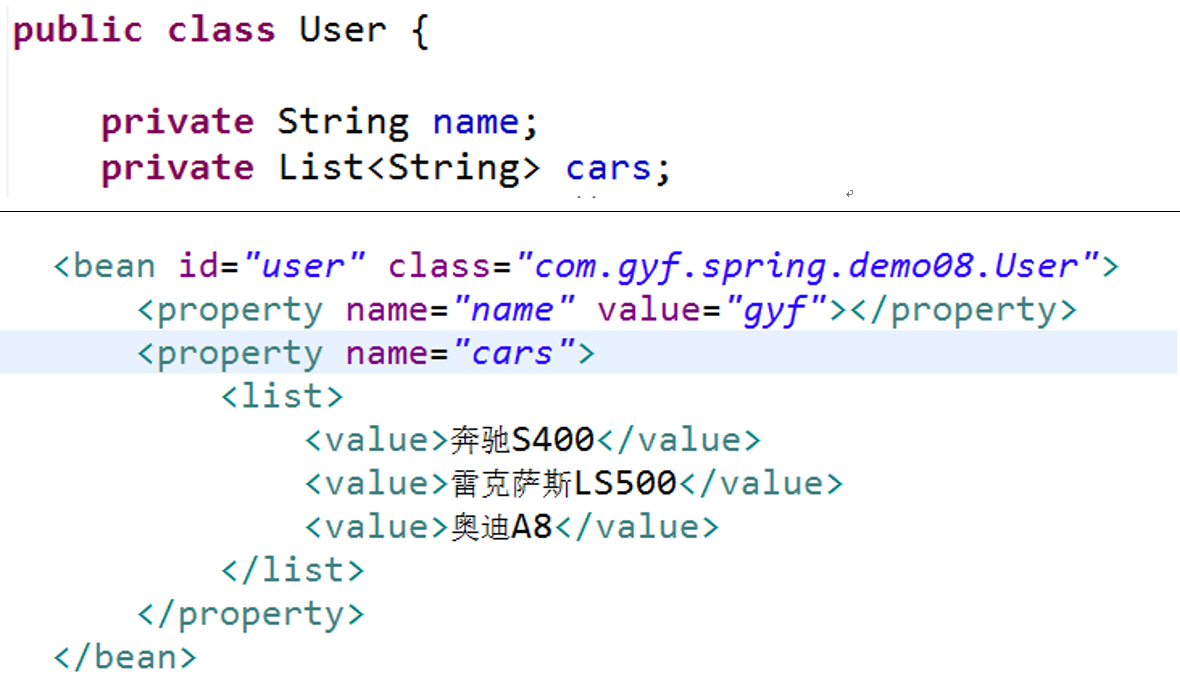 public class User {
private String name;
private List<String> cars;
<bean id="user" class="com.gyf.spring.demo08.User">
<property name="name" value="gyf"></property>
<property name="cars">
<list>
<value>奔驰S400</value>
<value>雷克萨斯LS500</value>
<value>奥迪A8</value>
</list>
</property>
</bean>